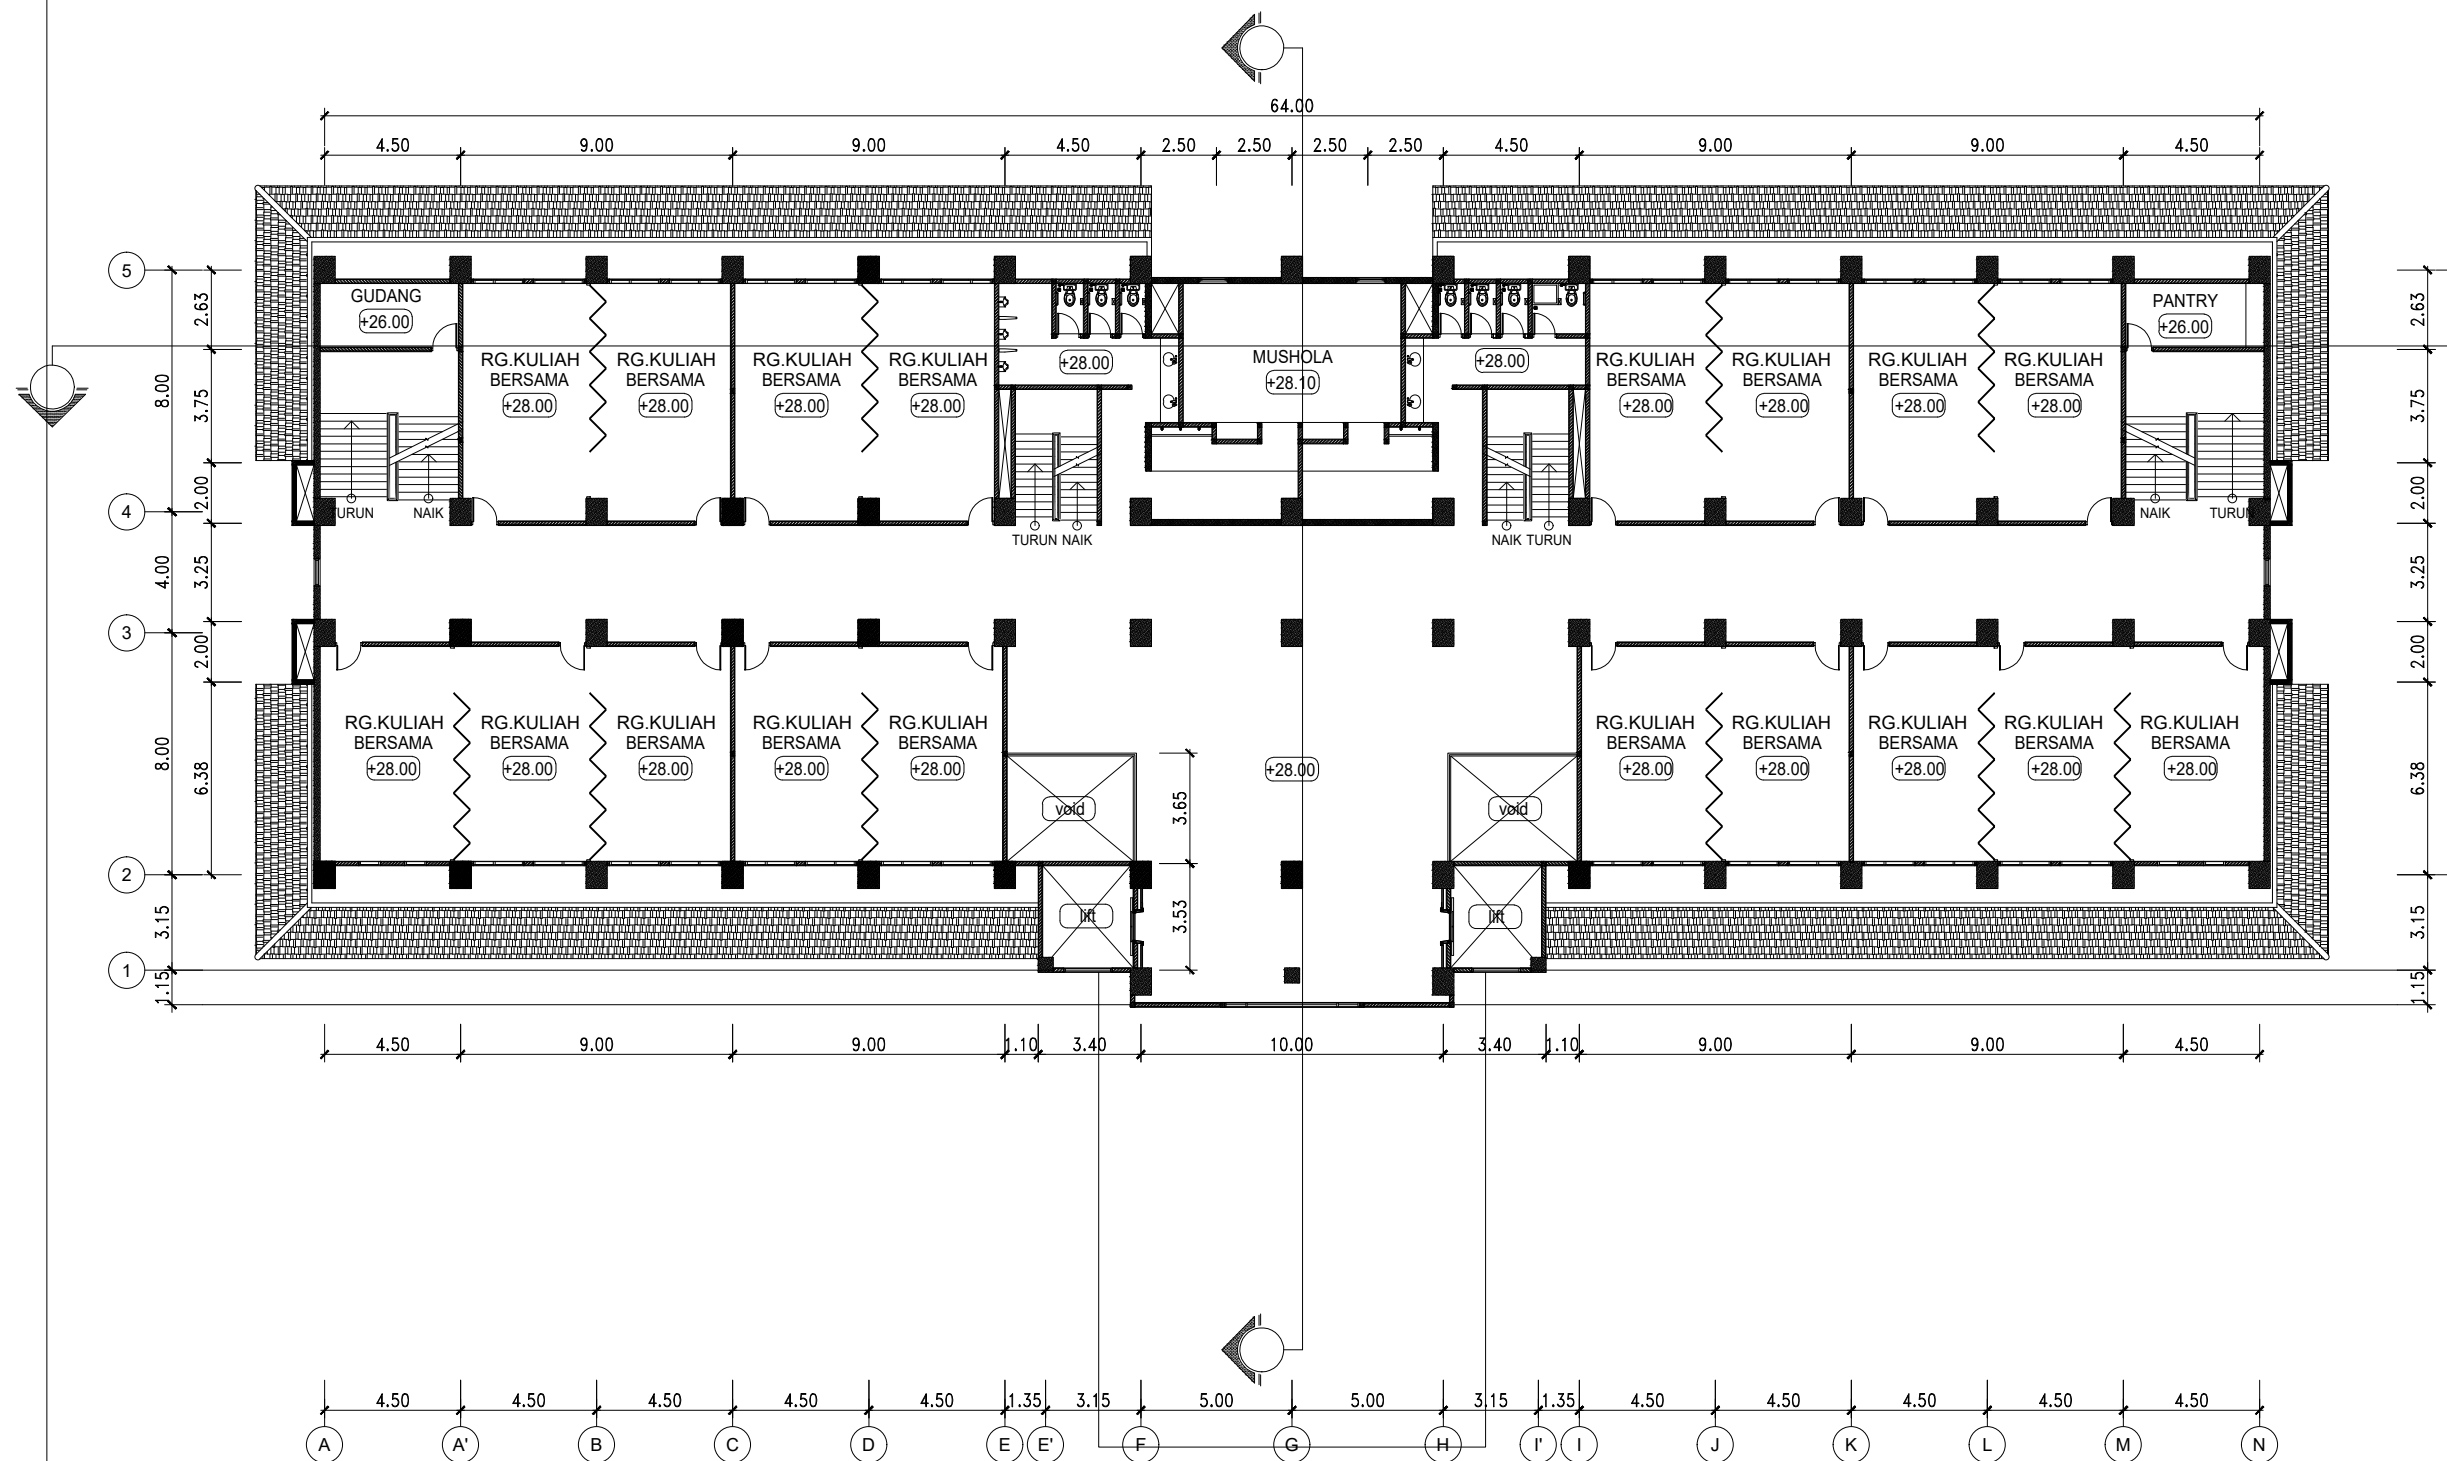 64.00
4.50 9.00 9.00 4.50 2.50 2.50 2.50 2.50 4.50 9.00 9.00 4.50
5
2.63
8.00
3.75
2.00
4
3.25
4.00
3
2.00
8.00
6.38
2
3.15
1
1.15
GUDANG
+26.00
RG.KULIAH
BERSAMA
+28.00
RG.KULIAH
BERSAMA
+28.00
RG.KULIAH
BERSAMA
+28.00
RG.KULIAH
BERSAMA
+28.00
+28.00
MUSHOLA
+28.10
+28.00
RG.KULIAH
BERSAMA
+28.00
RG.KULIAH
BERSAMA
+28.00
RG.KULIAH
BERSAMA
+28.00
RG.KULIAH
BERSAMA
+28.00
PANTRY
+26.00
TURUN NAIK
TURUN NAIK
NAIK TURUN
NAIK TURUN
RG.KULIAH
BERSAMA
+28.00
RG.KULIAH
BERSAMA
+28.00
RG.KULIAH
BERSAMA
+28.00
RG.KULIAH
BERSAMA
+28.00
RG.KULIAH
BERSAMA
+28.00
void
lift
3.65
3.53
+28.00
void
lift
RG.KULIAH
BERSAMA
+28.00
RG.KULIAH
BERSAMA
+28.00
RG.KULIAH
BERSAMA
+28.00
RG.KULIAH
BERSAMA
+28.00
RG.KULIAH
BERSAMA
+28.00
2.63
3.75
2.00
3.25
2.00
6.38
3.15
1.15
4.50 9.00 9.00 1.10 3.40 10.00 3.40 1.10 9.00 9.00 4.50
4.50 4.50 4.50 4.50 4.50 1.35 3.15 5.00 5.00 3.15 1.35 4.50 4.50 4.50 4.50 4.50
A A' B C D E E' F G H I' I J K L M N